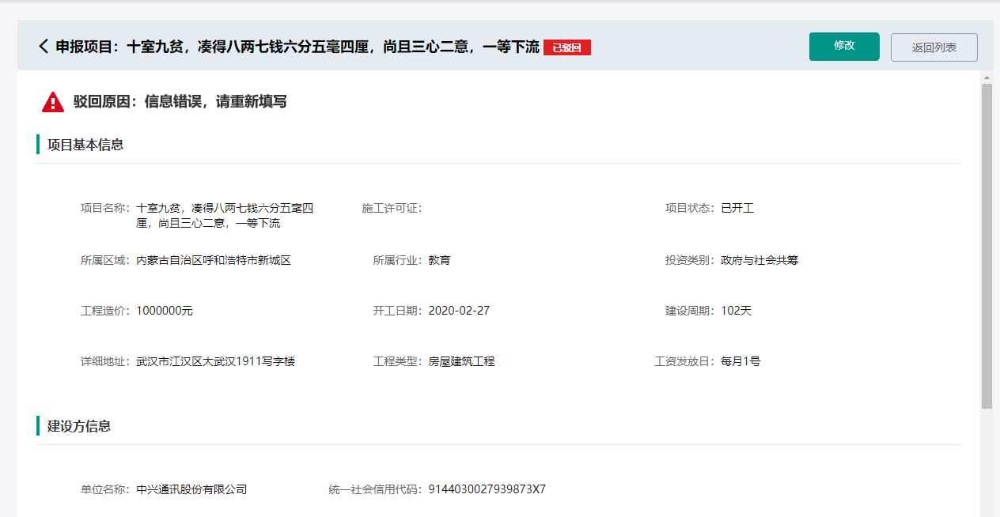 申报项目：十室九贫，凑得八两七钱六分五毫四厘，尚且三心二意，一等下流 已驳回 修改 返回列表
驳回原因：信息错误，请重新填写
项目基本信息
项目名称：十室九贫，凑得八两七钱六分五毫四 施工许可证： 项目状态：已开工
厘，尚且三心二意，一等下流
所属区域：内蒙古自治区呼和浩特市新城区 所属行业：教育 投资类别：政府与社会共筹
工程造价：1000000元 开工日期：2020-02-27 建设周期：102天
详细地址：武汉市江汉区大武汉1911写字楼 工程类型：房屋建筑工程 工资发放日：每月1号
建设方信息
单位名称：中兴通讯股份有限公司 统一社会信用代码：9144030027939873X7